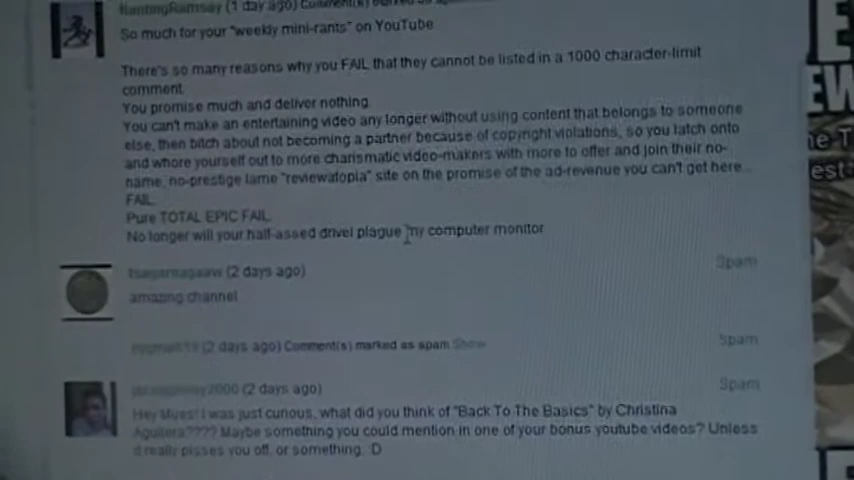 RantingRamsay (1 day ago) Comment(s)
So much for your "weekly mini-rants" on YouTube
There's so many reasons why you FAIL that they cannot be listed in a 1000 character-limit
comment.
You promise much and deliver nothing.
You can't make an entertaining video any longer without using content that belongs to someone
else, then bitch about not becoming a partner because of copyright violations, so you latch onto
and whore yourself out to more charismatic video-makers with more to offer and join their no-
name, no-prestige lame "reviewatopia" site on the promise of the ad-revenue you can't get here...
FAIL.
Pure TOTAL EPIC FAIL.
No longer will your half-assed drivel plague my computer monitor
(2 days ago) Spam
amazing channel
(2 days ago) Comment(s) marked as spam Show Spam
2000 (2 days ago) Spam
Hey Mues! I was just curious, what did you think of "Back To The Basics" by Christina
Aguilera???? Maybe something you could mention in one of your bonus youtube videos? Unless
it really pisses you off, or something. :D